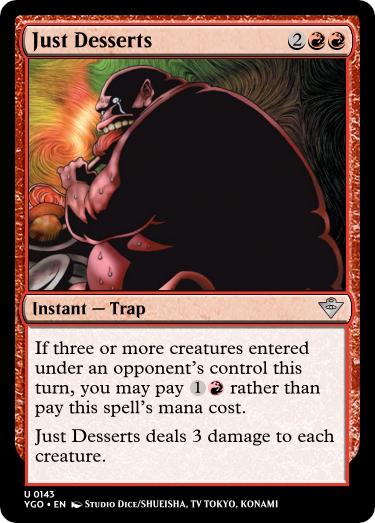 Just Desserts 2
Instant — Trap
If three or more creatures entered
under an opponent's control this
turn, you may pay 1 rather than
pay this spell's mana cost.
Just Desserts deals 3 damage to each
creature.
U 0143
YGO • EN Studio Dice/SHUEISHA, TV TOKYO, KONAMI